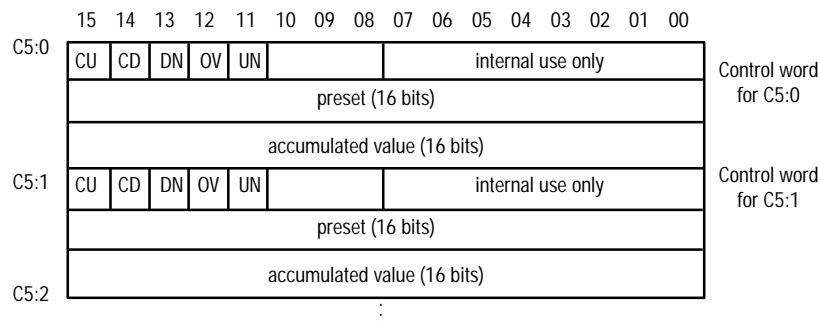 15 14 13 12 11 10 09 08 07 06 05 04 03 02 01 00
C5:0
CU CD DN OV UN internal use only
Control word
for C5:0
preset (16 bits)
accumulated value (16 bits)
C5:1
CU CD DN OV UN internal use only
Control word
for C5:1
preset (16 bits)
accumulated value (16 bits)
C5:2